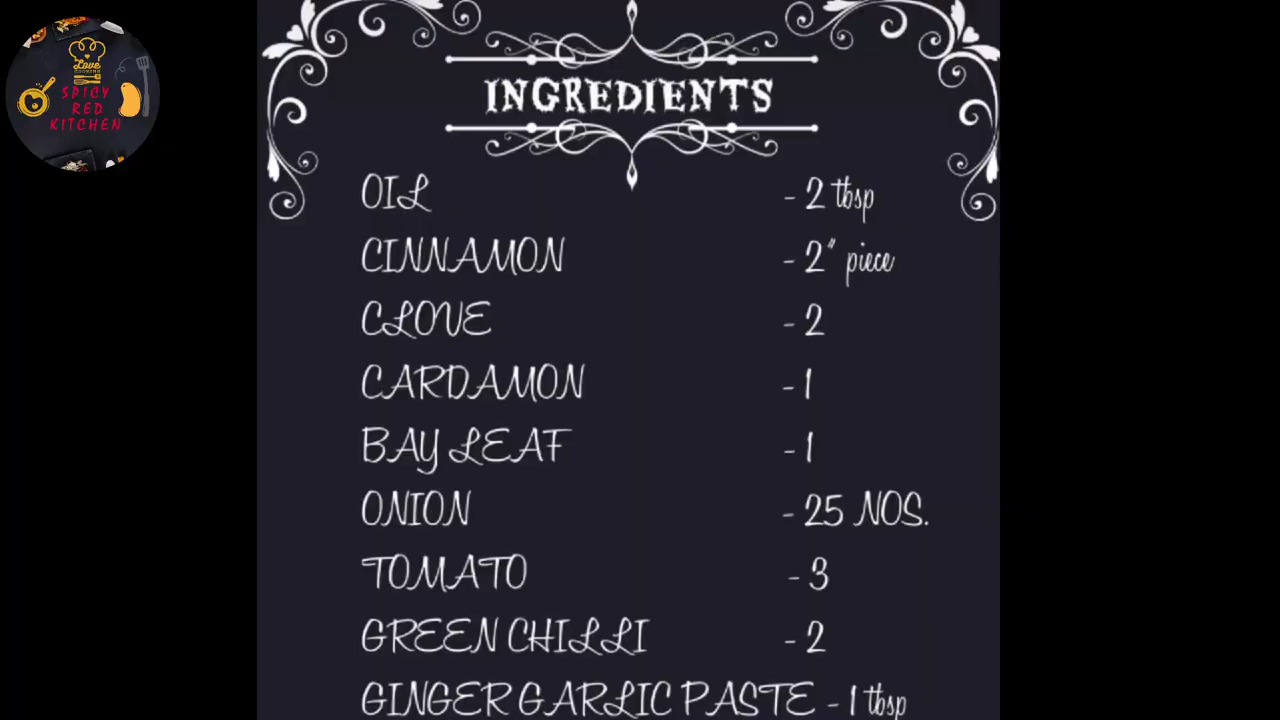 Love
COOKING
SPICY
RED
KITCHEN
INGREDIENTS
OIL - 2 tbsp
CINNAMON - 2" piece
CLOVE - 2
CARDAMON - 1
BAY LEAF - 1
ONION - 25 NOS.
TOMATO - 3
GREEN CHILLI - 2
GINGER GARLIC PASTE - 1 tbsp